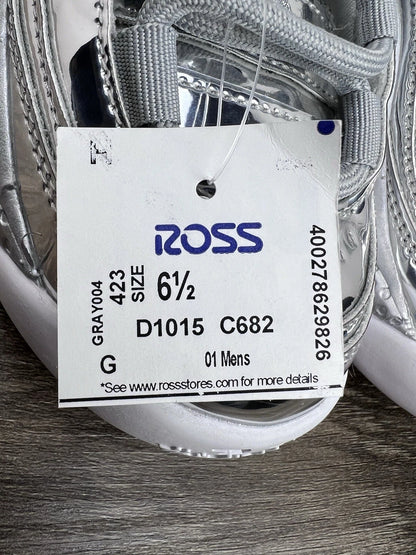 ROSS
GRAY004
423
SIZE
6½
400278629826
D1015 C682
G
01 Mens
*See www.rossstores.com for more details